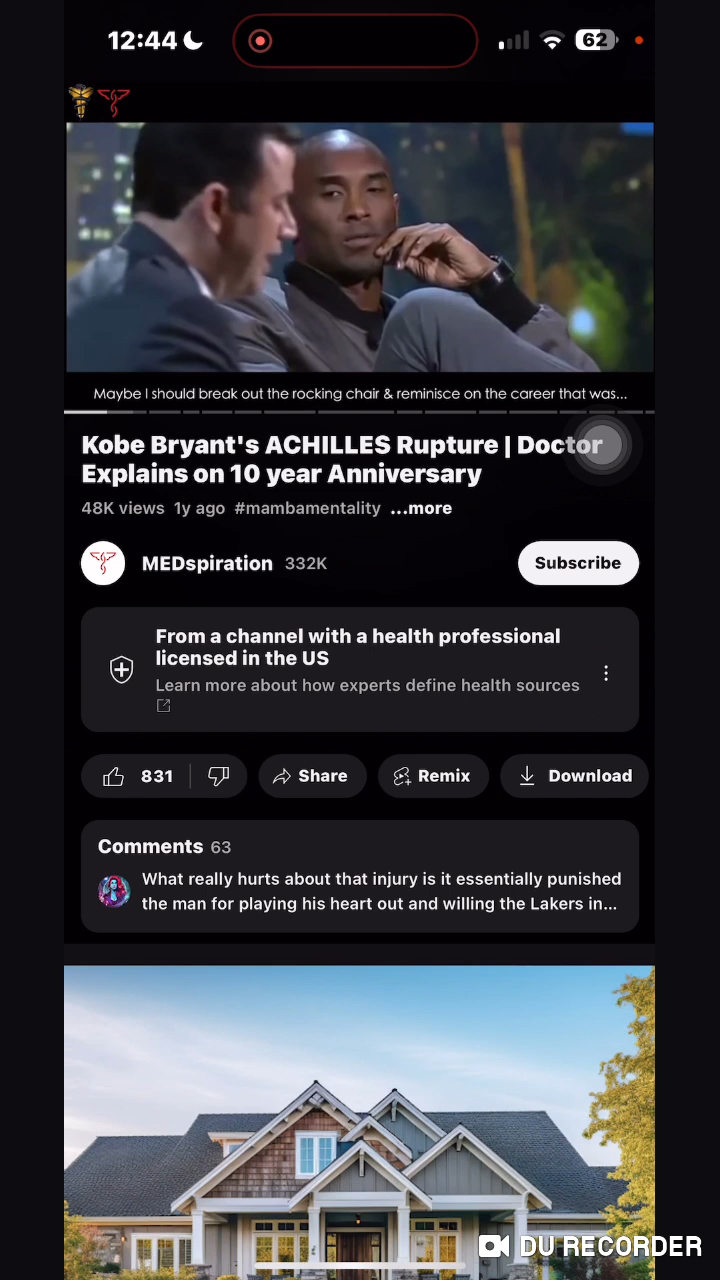 12:44
62
Maybe I should break out the rocking chair & reminisce on the career that was...
Kobe Bryant's ACHILLES Rupture | Doctor
Explains on 10 year Anniversary
48K views 1y ago #mambamentality ...more
MEDspiration 332K
Subscribe
From a channel with a health professional
licensed in the US
Learn more about how experts define health sources
831
Share
Remix
Download
Comments 63
What really hurts about that injury is it essentially punished
the man for playing his heart out and willing the Lakers in...
DU RECORDER